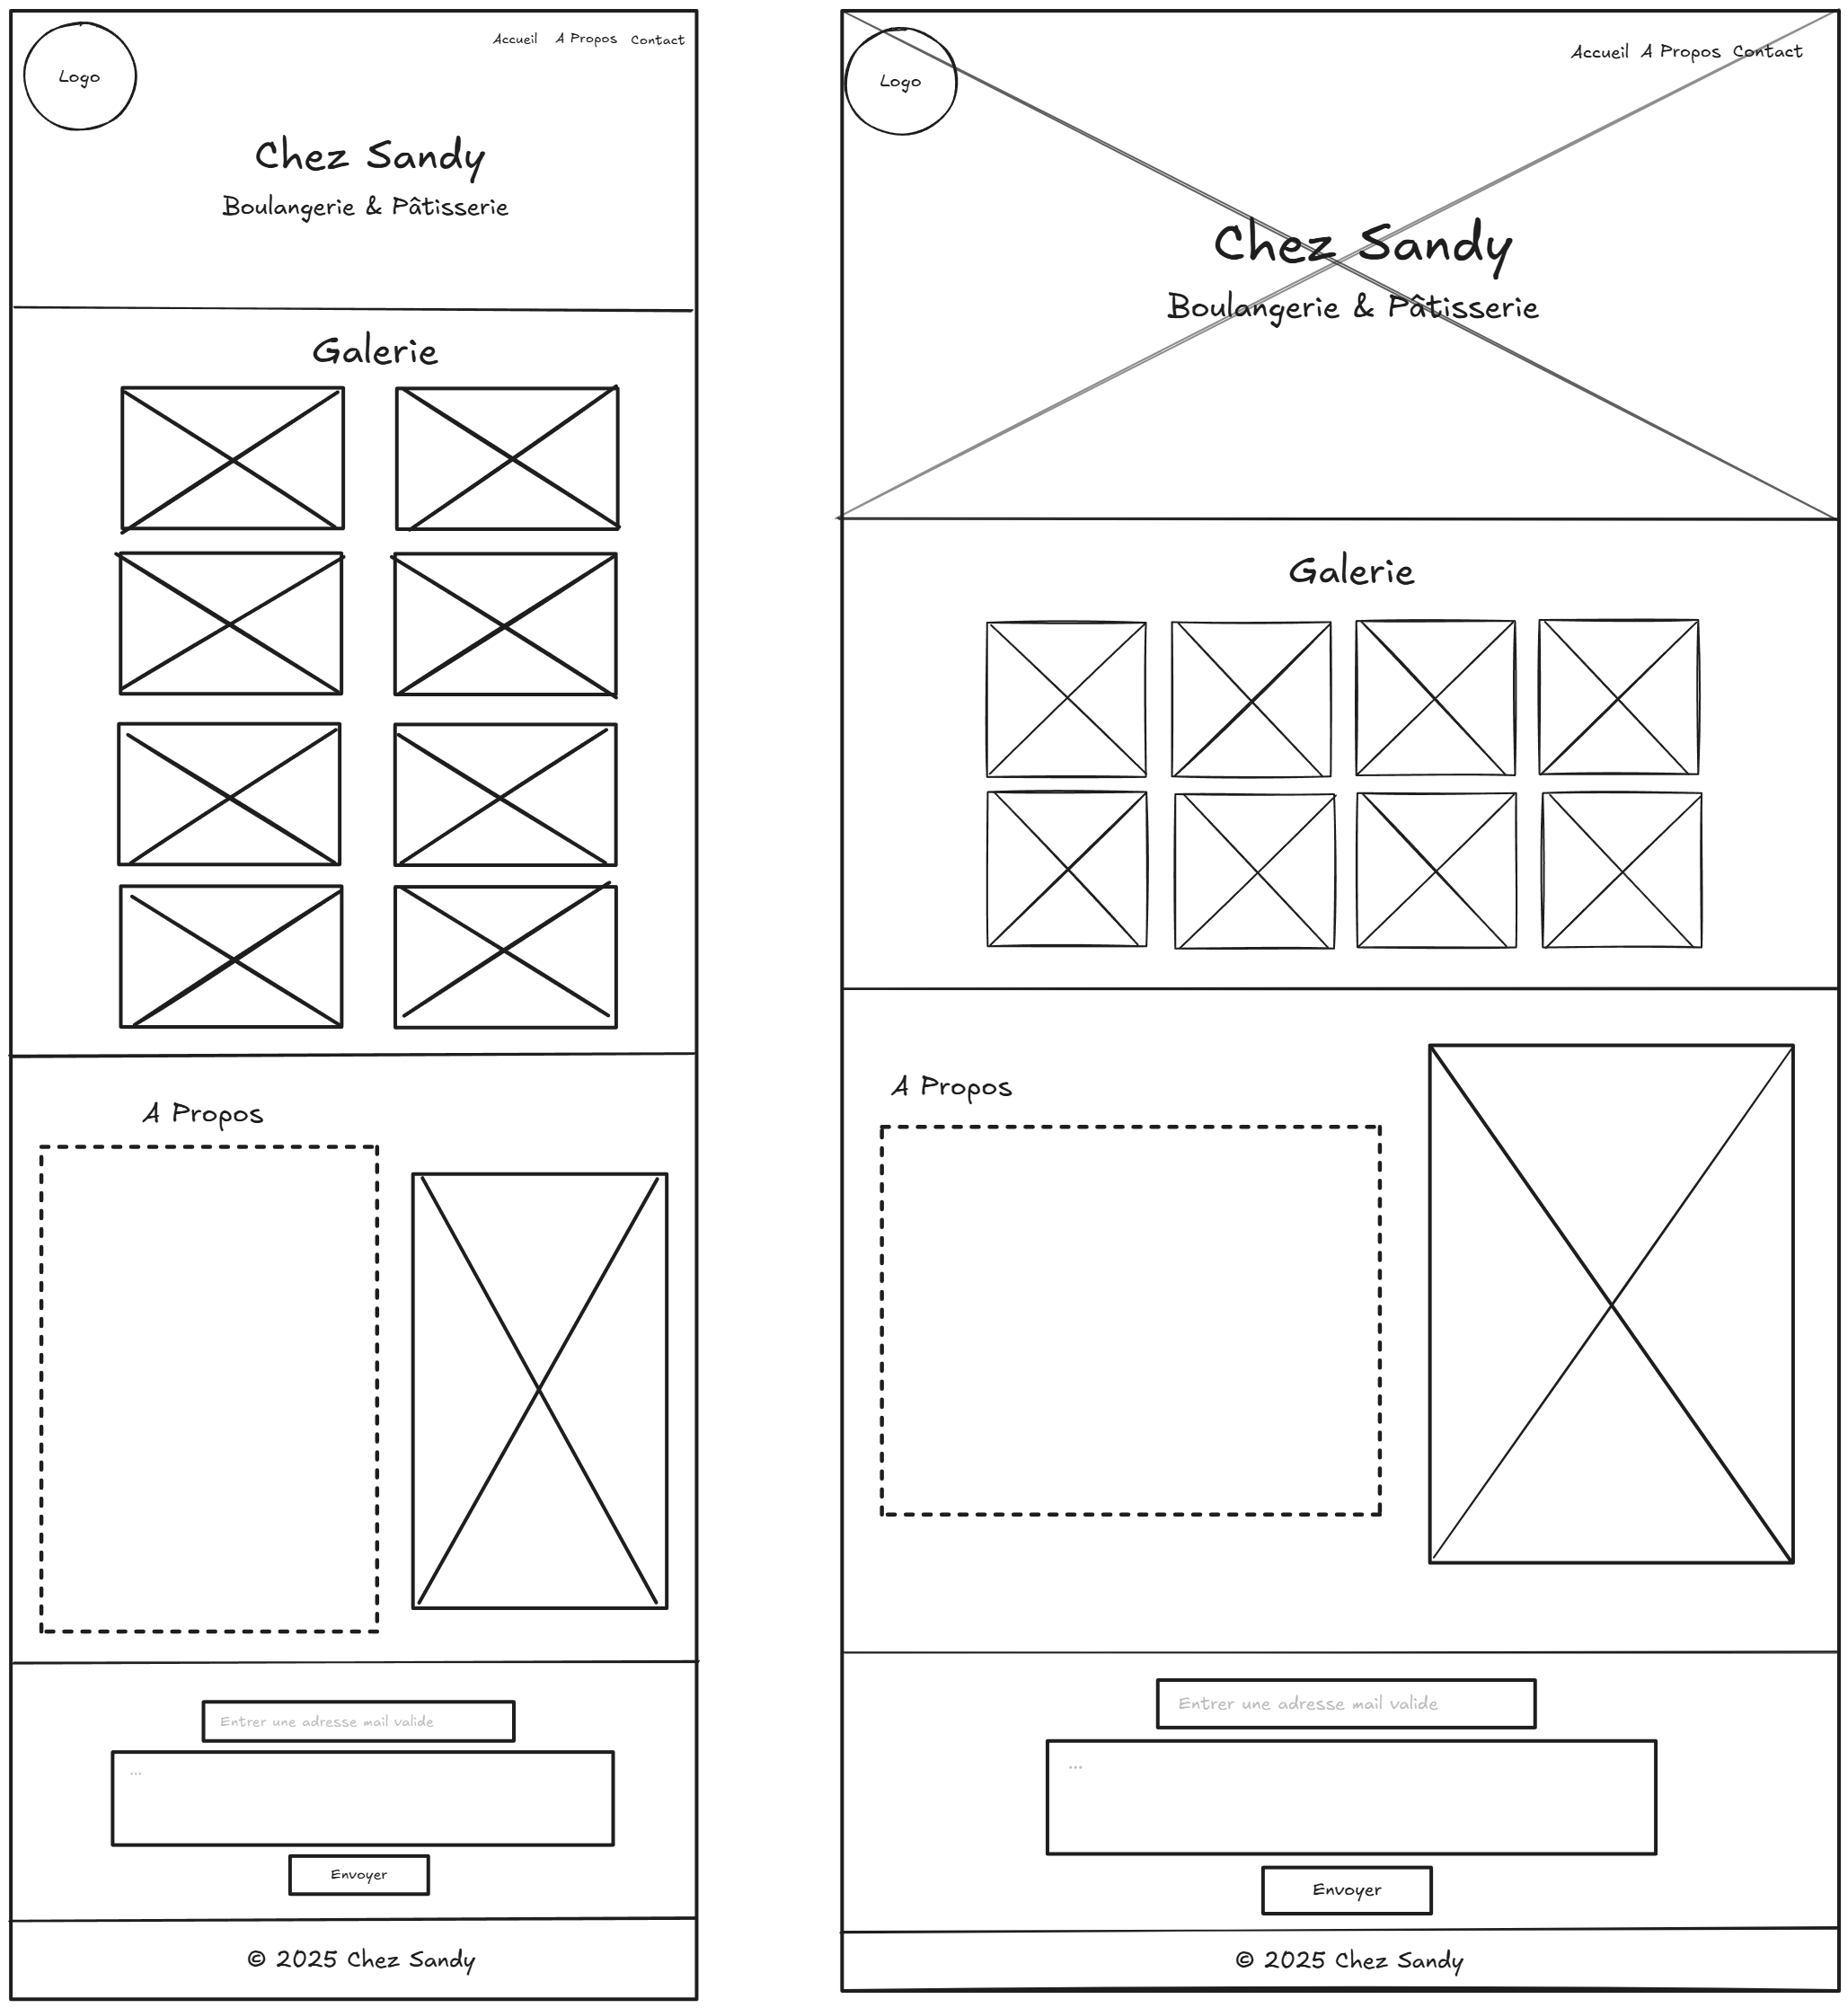 Logo
Accueil A Propos Contact
Chez Sandy
Boulangerie & Pâtisserie
Galerie
A Propos
Entrer une adresse mail valide
...
Envoyer
© 2025 Chez Sandy
Logo
Accueil A Propos Contact
Chez Sandy
Boulangerie & Pâtisserie
Galerie
A Propos
Entrer une adresse mail valide
...
Envoyer
© 2025 Chez Sandy